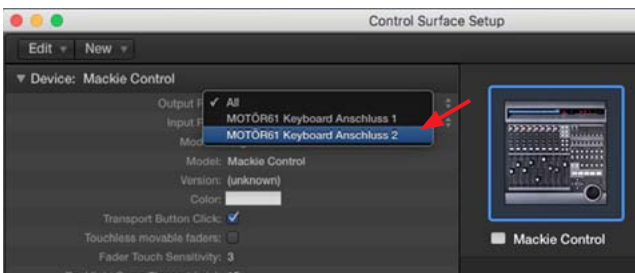 Control Surface Setup
Edit New
Device: Mackie Control
Output P
All
Input P
MOTÖR61 Keyboard Anschluss 1
MOTÖR61 Keyboard Anschluss 2
Mod
Model: Mackie Control
Version: (unknown)
Color:
Transport Button Click:
Touchless movable faders:
Fader Touch Sensitivity: 3
Mackie Control